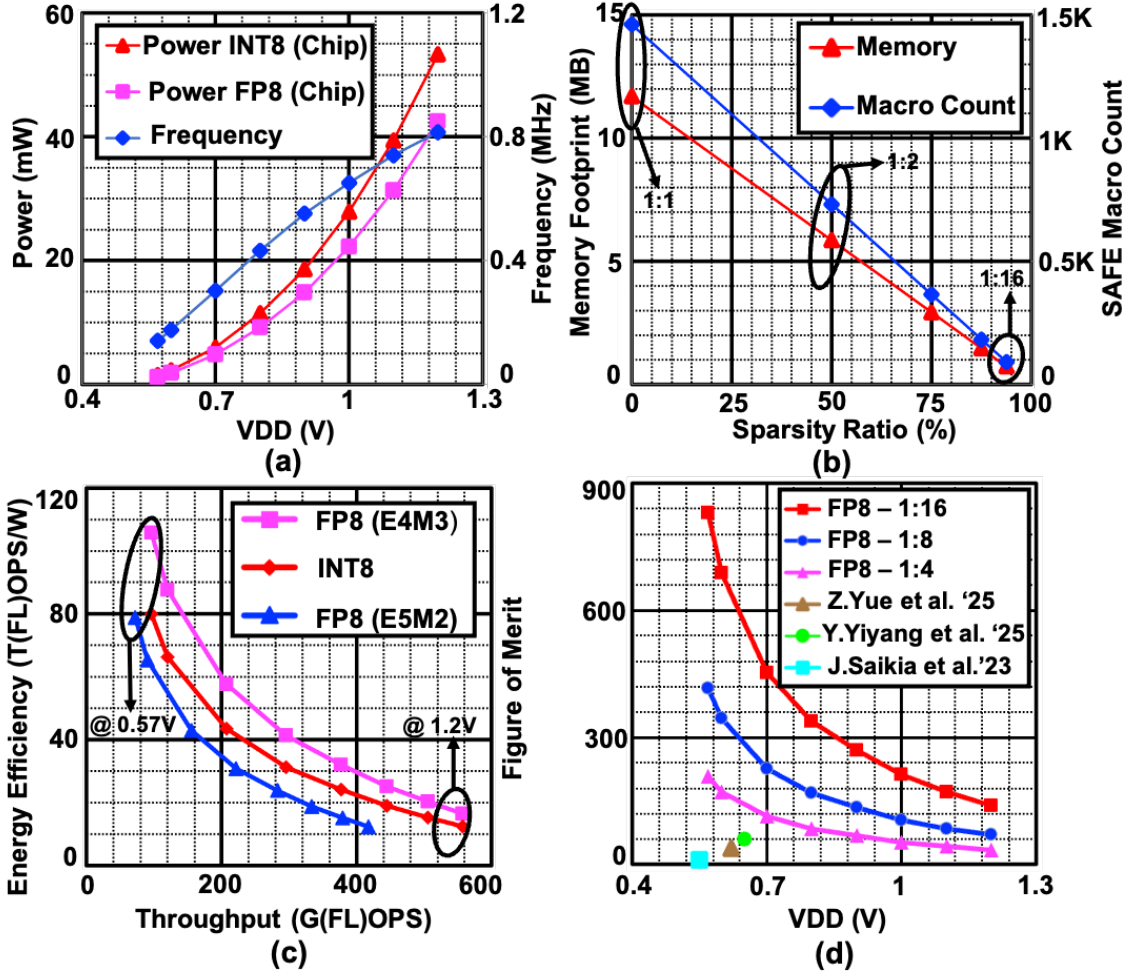 60
40
20
0
Power (mW)
Power INT8 (Chip)
Power FP8 (Chip)
Frequency
1.2
0.8
0.4
0
Frequency (MHz)
0.4
0.7
1
1.3
VDD (V)
(a)
15
10
5
0
Memory Footprint (MB)
Memory
Macro Count
1:1
1:2
1:16
1.5K
1K
0.5K
0
SAFE Macro Count
0
25
50
75
100
Sparsity Ratio (%)
(b)
120
80
40
0
Energy Efficiency (T(FL)OPS/W)
FP8 (E4M3)
INT8
FP8 (E5M2)
@ 0.57V
@ 1.2V
0
200
400
600
Throughput (G(FL)OPS)
(c)
900
600
300
0
Figure of Merit
FP8 – 1:16
FP8 – 1:8
FP8 – 1:4
Z.Yue et al. ‘25
Y.Yiyang et al. ‘25
J.Saikia et al.’23
0.4
0.7
1
1.3
VDD (V)
(d)